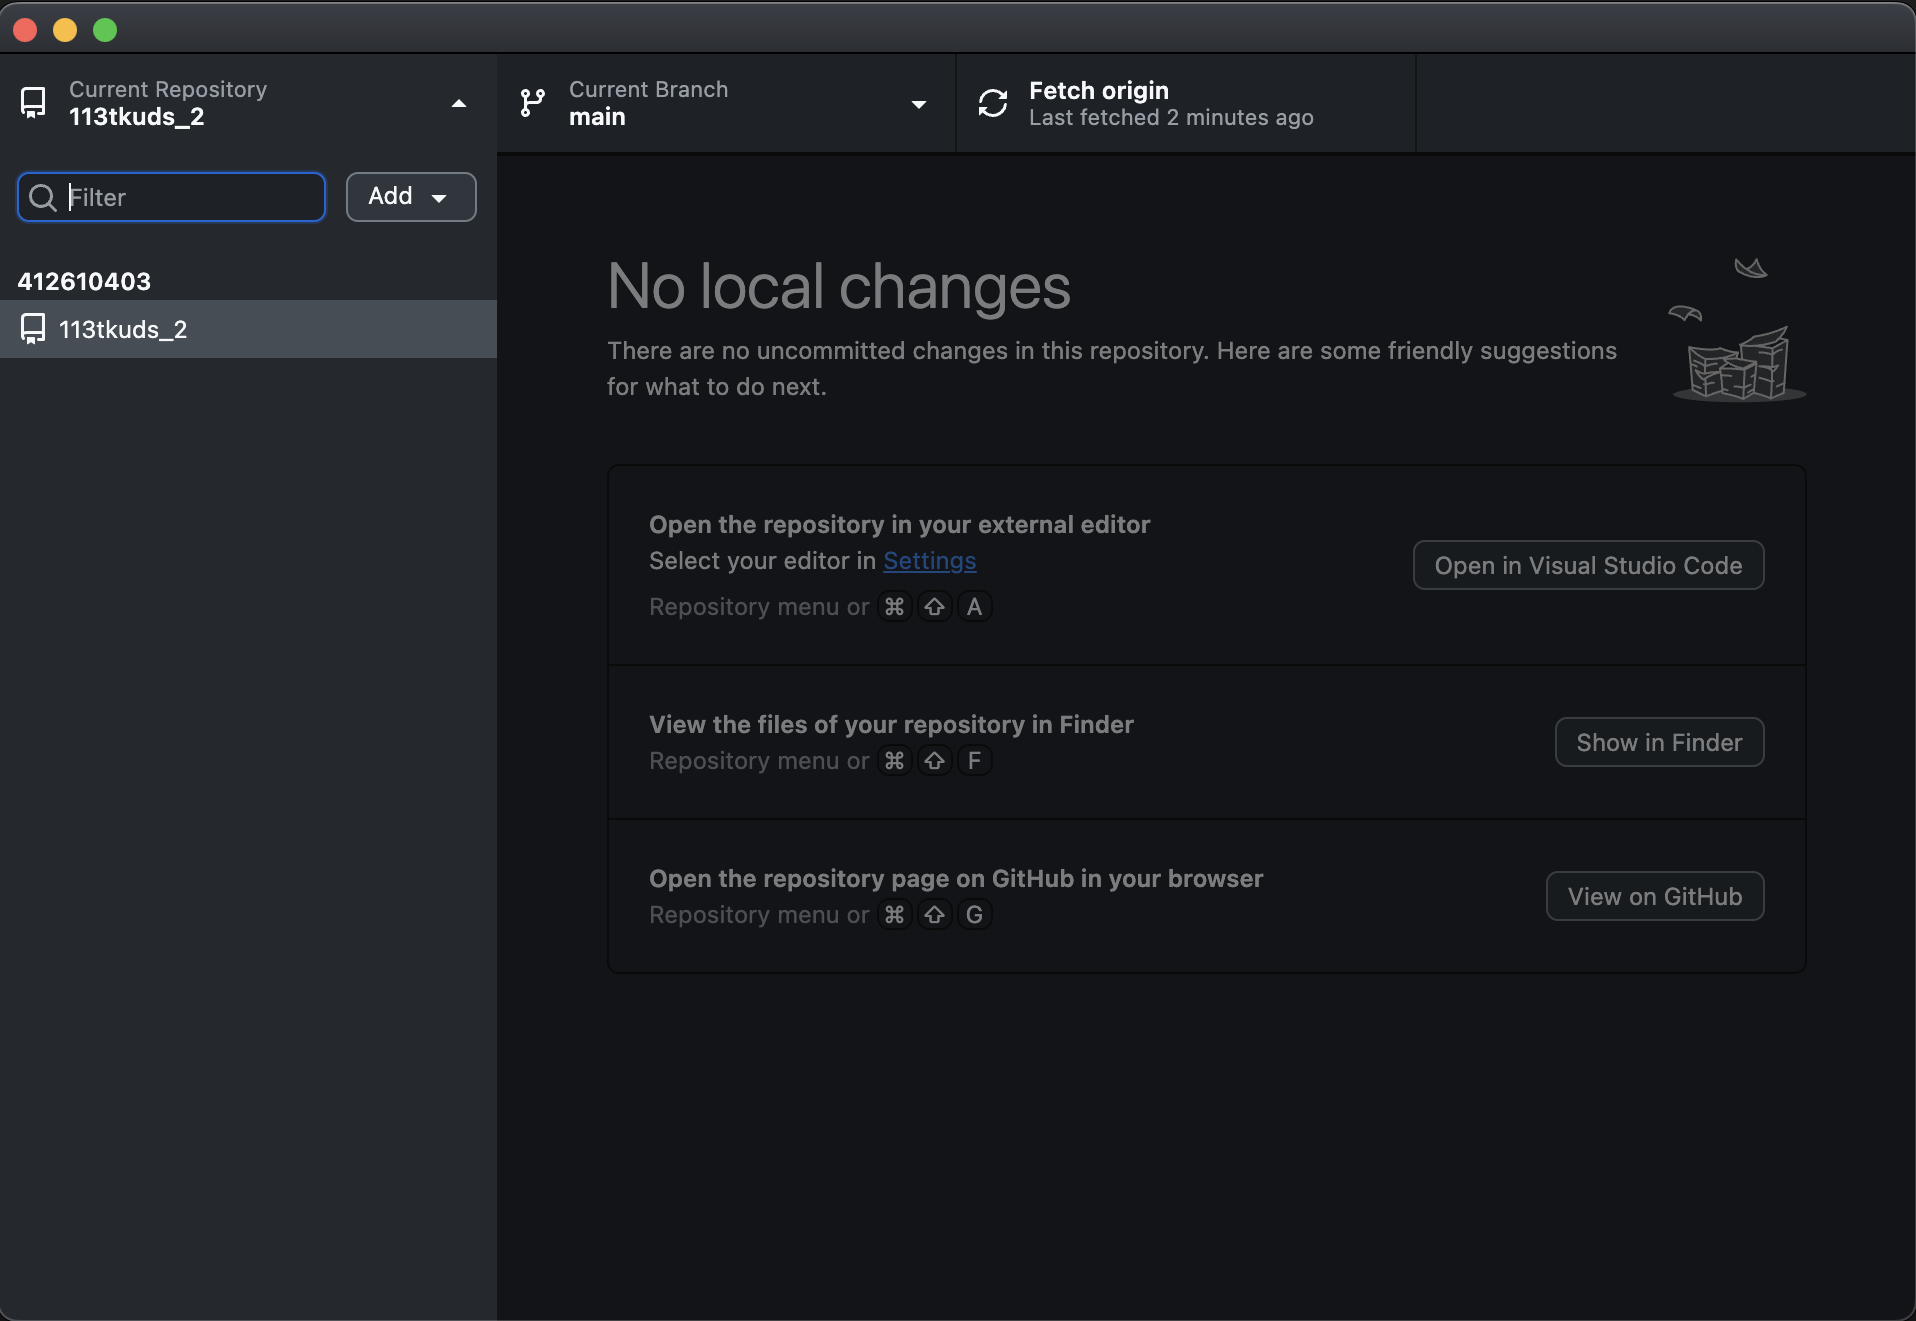 Current Repository
113tkuds_2
Current Branch
main
Fetch origin
Last fetched 2 minutes ago
Filter
Add
412610403
113tkuds_2
No local changes
There are no uncommitted changes in this repository. Here are some friendly suggestions
for what to do next.
Open the repository in your external editor
Select your editor in Settings
Repository menu or ⌘ ⇧ A
Open in Visual Studio Code
View the files of your repository in Finder
Repository menu or ⌘ ⇧ F
Show in Finder
Open the repository page on GitHub in your browser
Repository menu or ⌘ ⇧ G
View on GitHub